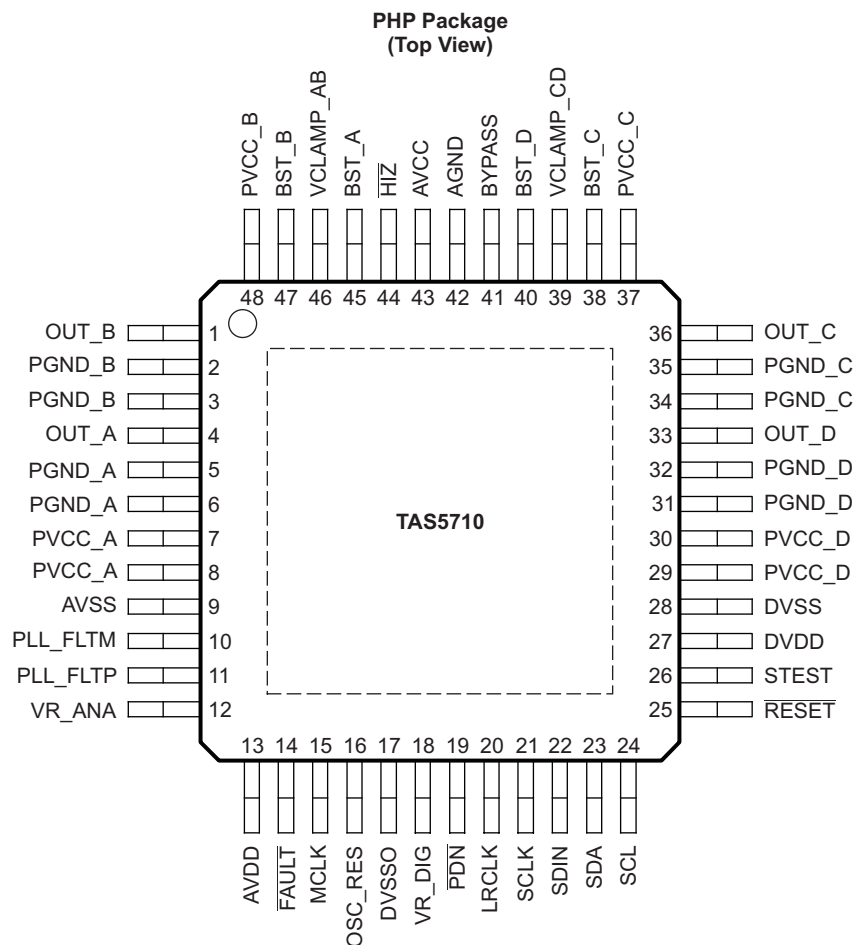 PHP Package
(Top View)
PVCC_B
BST_B
VCLAMP_AB
BST_A
HIZ
AVCC
AGND
BYPASS
BST_D
VCLAMP_CD
BST_C
PVCC_C
48 47 46 45 44 43 42 41 40 39 38 37
OUT_B 1
PGND_B 2
PGND_B 3
OUT_A 4
PGND_A 5
PGND_A 6
PVCC_A 7
PVCC_A 8
AVSS 9
PLL_FLTM 10
PLL_FLTP 11
VR_ANA 12
TAS5710
36 OUT_C
35 PGND_C
34 PGND_C
33 OUT_D
32 PGND_D
31 PGND_D
30 PVCC_D
29 PVCC_D
28 DVSS
27 DVDD
26 STEST
25 RESET
13 14 15 16 17 18 19 20 21 22 23 24
AVDD
FAULT
MCLK
OSC_RES
DVSSO
VR_DIG
PDN
LRCLK
SCLK
SDIN
SDA
SCL